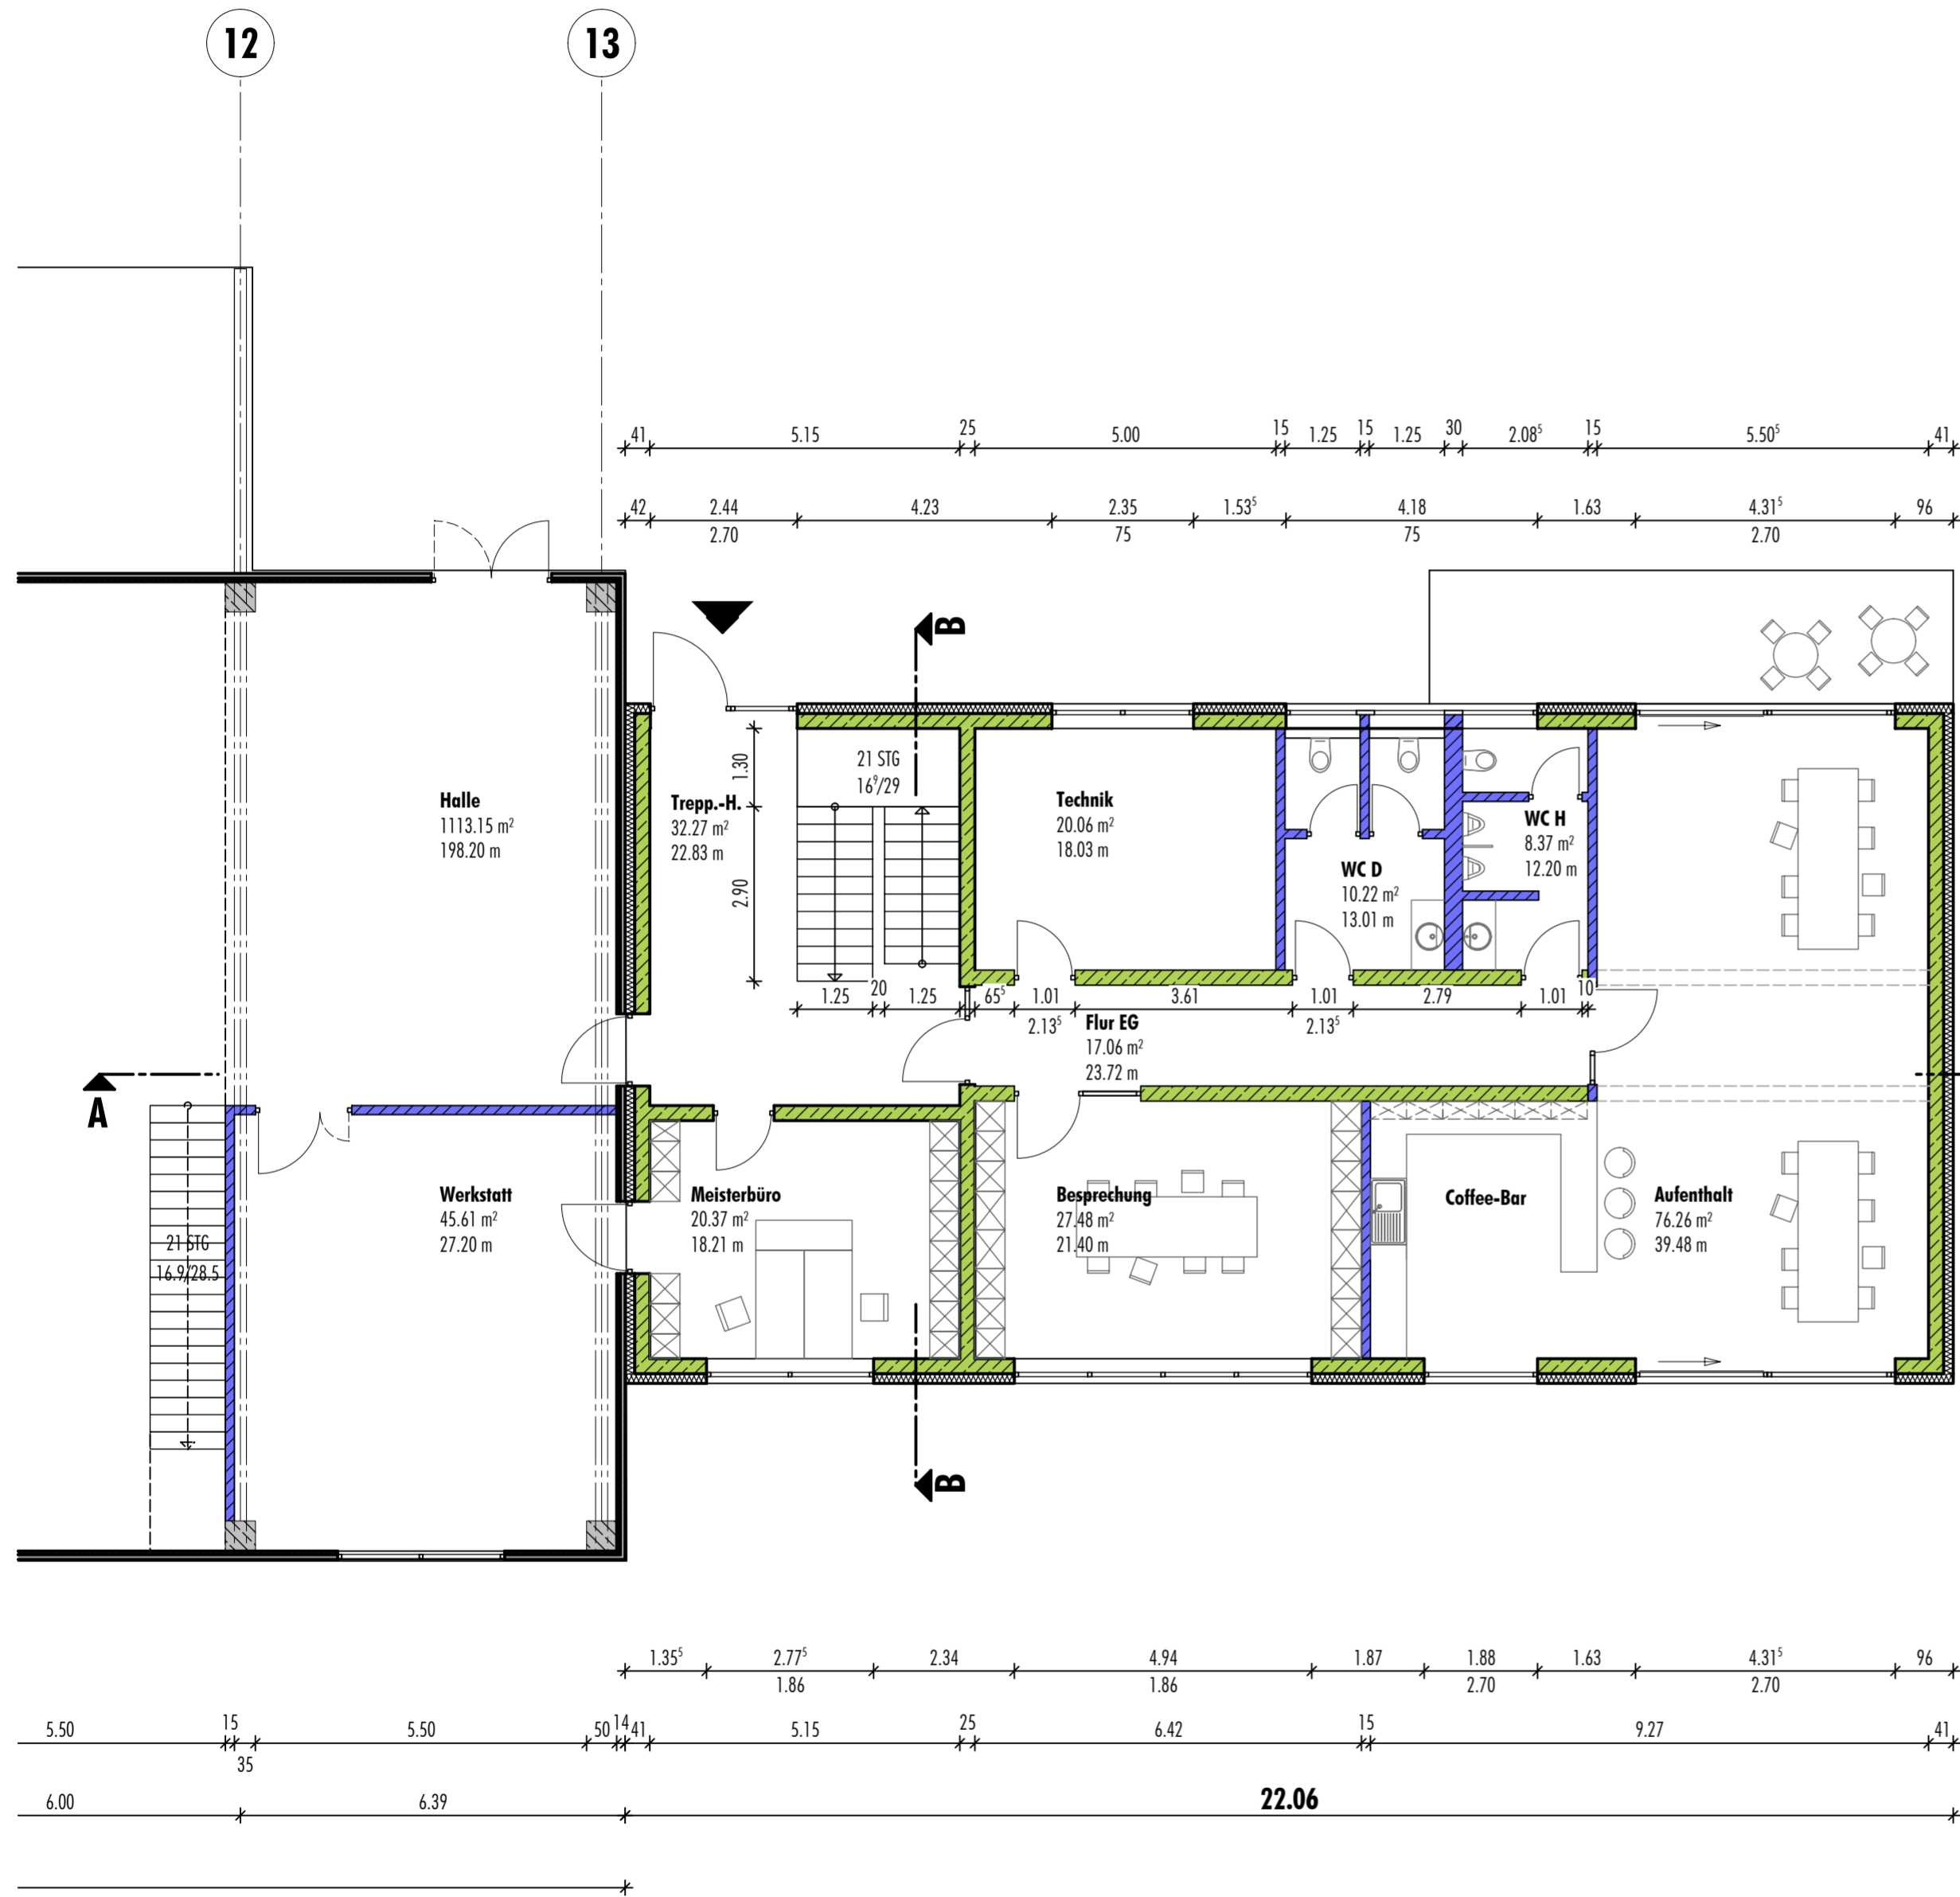 12
13
41 5.15 25 5.00 15 1.25 15 1.25 30 2.08⁵ 15 5.50⁵ 41
42 2.44 4.23 2.35 1.53⁵ 4.18 1.63 4.31⁵ 96
2.70 75 75 2.70
B
21 STG
16⁹/29
1.30
2.90
Halle
1113.15 m²
198.20 m
Trepp.-H.
32.27 m²
22.83 m
Technik
20.06 m²
18.03 m
WC D
10.22 m²
13.01 m
WC H
8.37 m²
12.20 m
1.25 20 1.25 65⁵ 1.01 3.61 1.01 2.79 1.01 10
2.13⁵ 2.13⁵
Flur EG
17.06 m²
23.72 m
A
21 STG
16.9/28.5
Werkstatt
45.61 m²
27.20 m
Meisterbüro
20.37 m²
18.21 m
Besprechung
27.48 m²
21.40 m
Coffee-Bar
Aufenthalt
76.26 m²
39.48 m
B
1.35⁵ 2.77⁵ 2.34 4.94 1.87 1.88 1.63 4.31⁵ 96
1.86 1.86 2.70 2.70
5.50 15 5.50 50 14 41 5.15 25 6.42 15 9.27 41
35
6.00 6.39 22.06